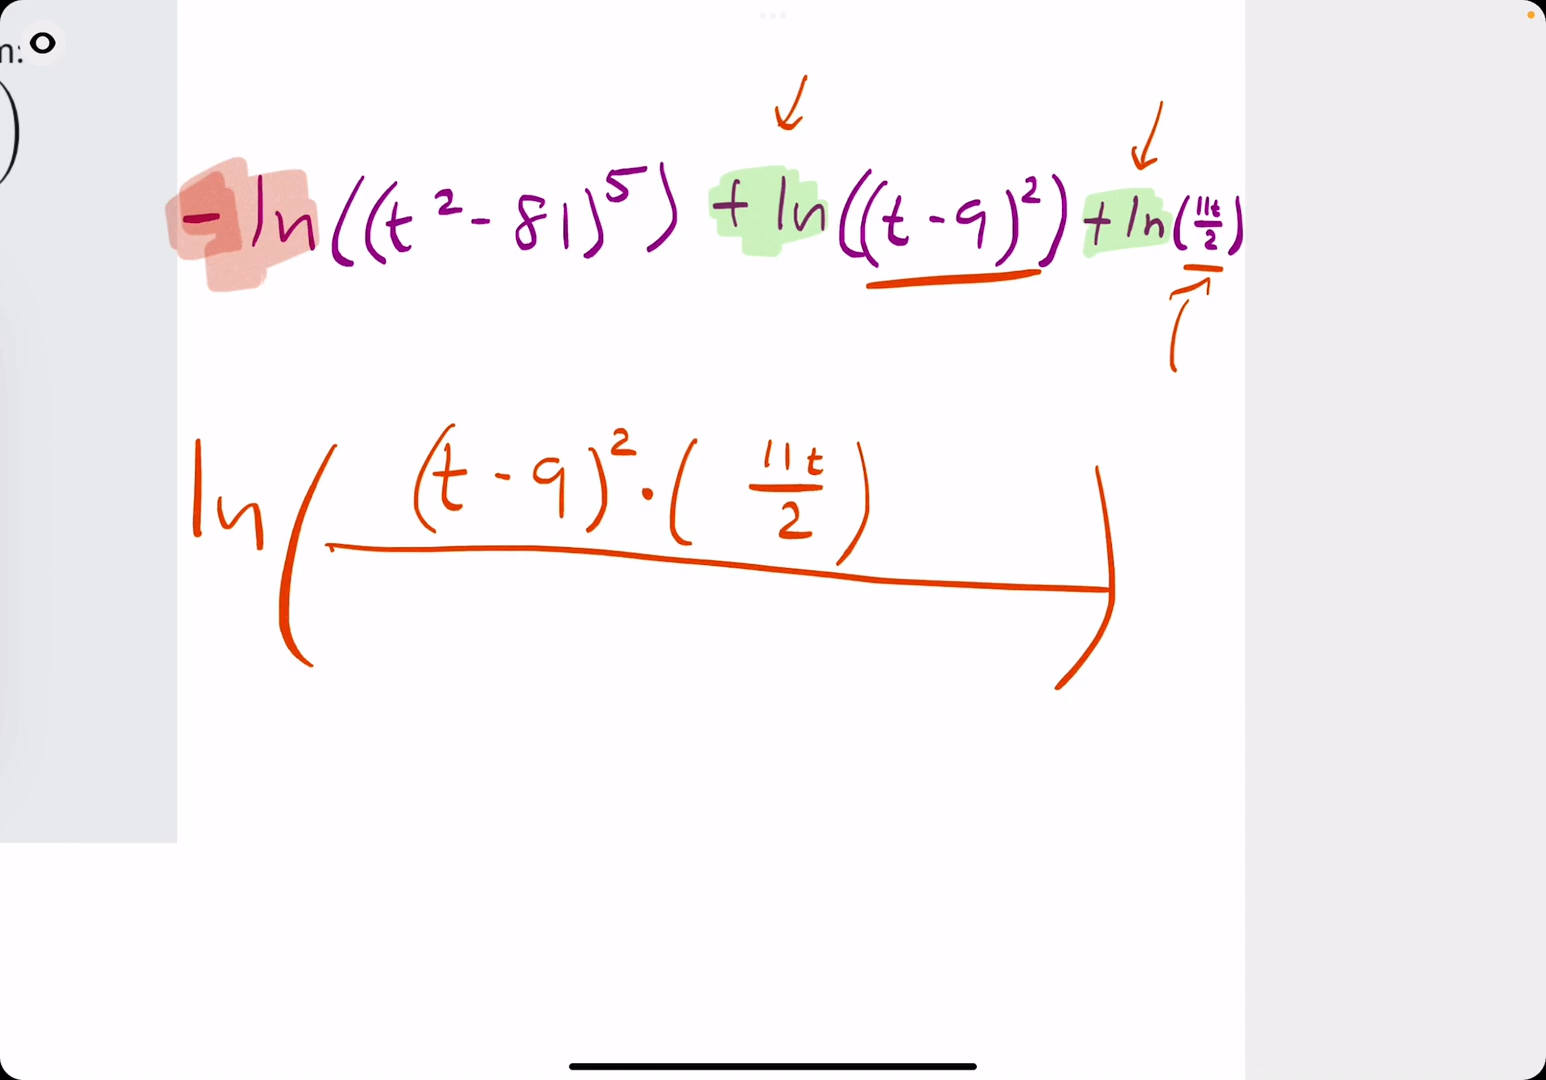 n:
)
- ln((t² - 81)⁵) + ln((t - 9)²) + ln(11t/2)
ln( (t - 9)² · (11t/2) / )